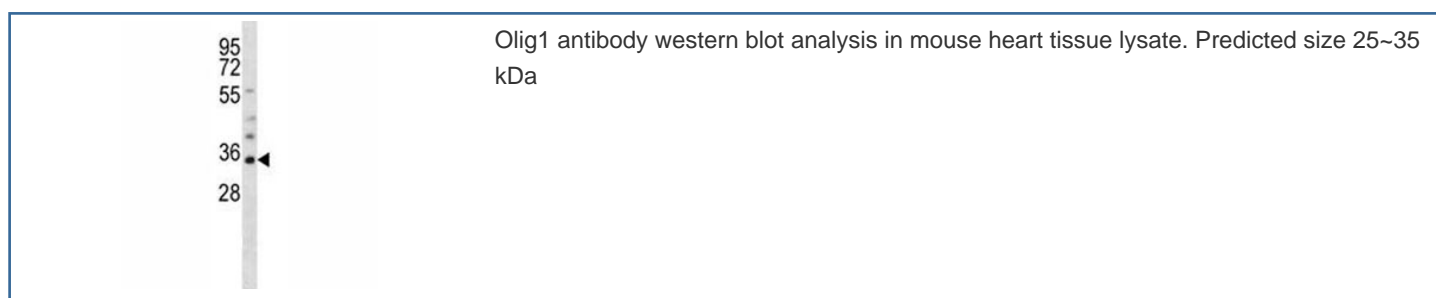 95
72
55
36
28
Olig1 antibody western blot analysis in mouse heart tissue lysate. Predicted size 25~35
kDa